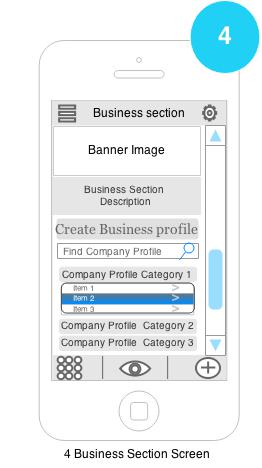 4
Business section
Banner Image
Business Section
Description
Create Business profile
Find Company Profile
Company Profile Category 1
Item 1 >
Item 2 >
Item 3 >
Company Profile Category 2
Company Profile Category 3
4 Business Section Screen